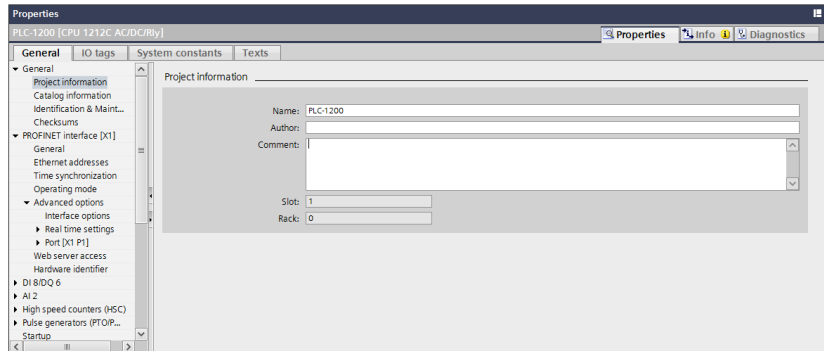 Properties
PLC-1200 [CPU 1212C AC/DC/Rly]
Properties Info Diagnostics
General IO tags System constants Texts
General
Project information
Catalog information
Identification & Maint...
Checksums
PROFINET interface [X1]
General
Ethernet addresses
Time synchronization
Operating mode
Advanced options
Interface options
Real time settings
Port [X1 P1]
Web server access
Hardware identifier
DI 8/DQ 6
AI 2
High speed counters (HSC)
Pulse generators (PTO/P...
Startup
Project information
Name: PLC-1200
Author:
Comment:
Slot: 1
Rack: 0